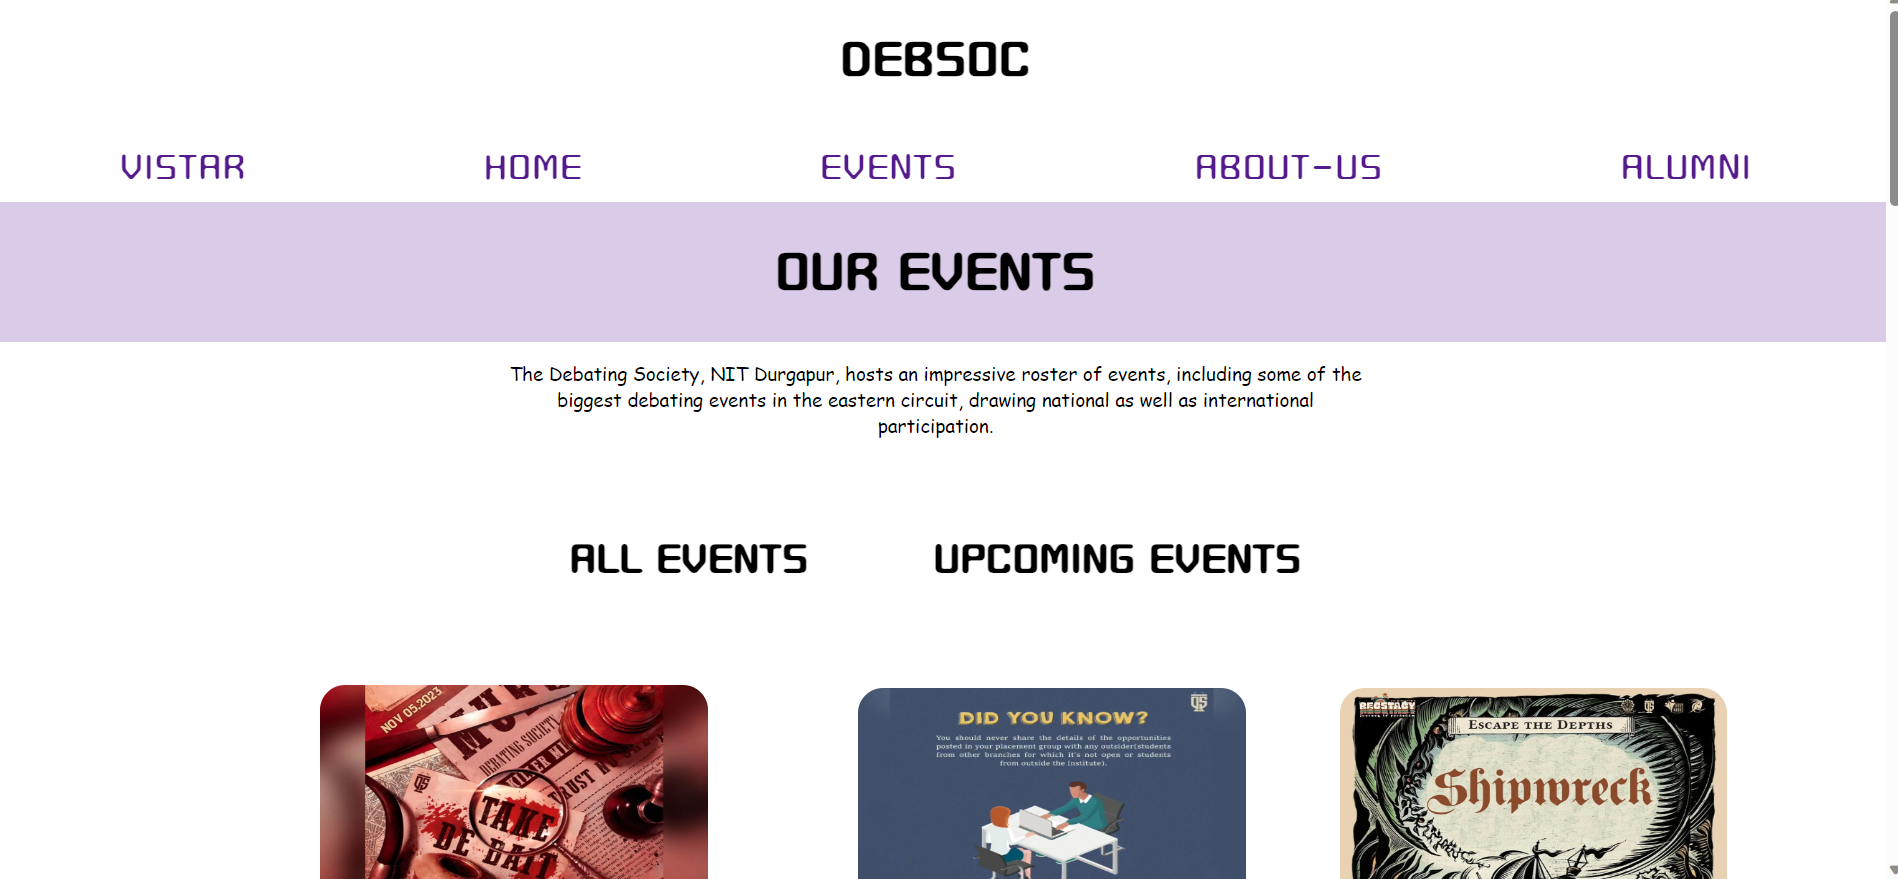 DEBSOC
VISTAR
HOME
EVENTS
ABOUT-US
ALUMNI
OUR EVENTS
The Debating Society, NIT Durgapur, hosts an impressive roster of events, including some of the
biggest debating events in the eastern circuit, drawing national as well as international
participation.
ALL EVENTS
UPCOMING EVENTS
NOV 05.2023
DEBATING SOCIETY
TAKE
DE BAIT
DID YOU KNOW?
You should never share the details of the opportunities
posted in your placement group with any outsider(students
from other branches for which it's not open or students
from outside the institute).
RECSTACY
ESCAPE THE DEPTHS
Shipwreck